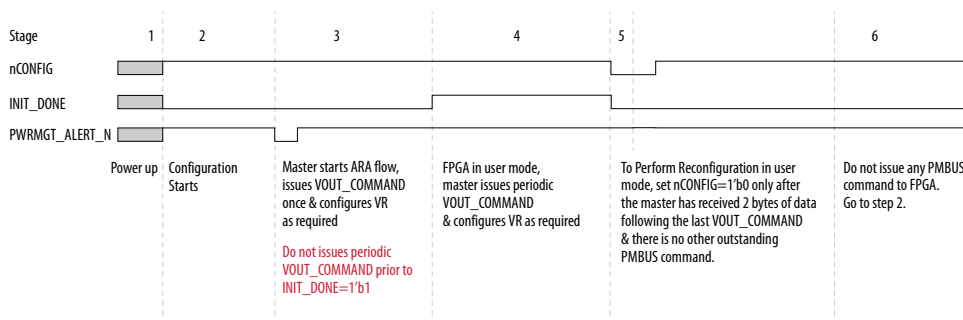 Stage 1 2 3 4 5 6
nCONFIG
INIT_DONE
PWRMGT_ALERT_N
Power up
Configuration
Starts
Master starts ARA flow,
issues VOUT_COMMAND
once & configures VR
as required
Do not issues periodic
VOUT_COMMAND prior to
INIT_DONE=1'b1
FPGA in user mode,
master issues periodic
VOUT_COMMAND
& configures VR as required
To Perform Reconfiguration in user
mode, set nCONFIG=1'b0 only after
the master has received 2 bytes of data
following the last VOUT_COMMAND
& there is no other outstanding
PMBUS command.
Do not issue any PMBUS
command to FPGA.
Go to step 2.